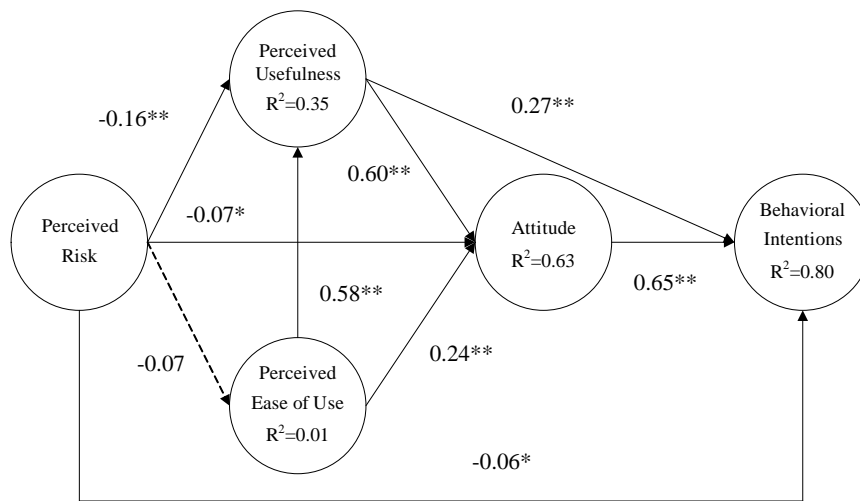 Perceived
Usefulness
R²=0.35
-0.16**
0.27**
0.60**
Perceived
Risk
-0.07*
Attitude
R²=0.63
Behavioral
Intentions
R²=0.80
0.58**
0.65**
-0.07
0.24**
Perceived
Ease of Use
R²=0.01
-0.06*